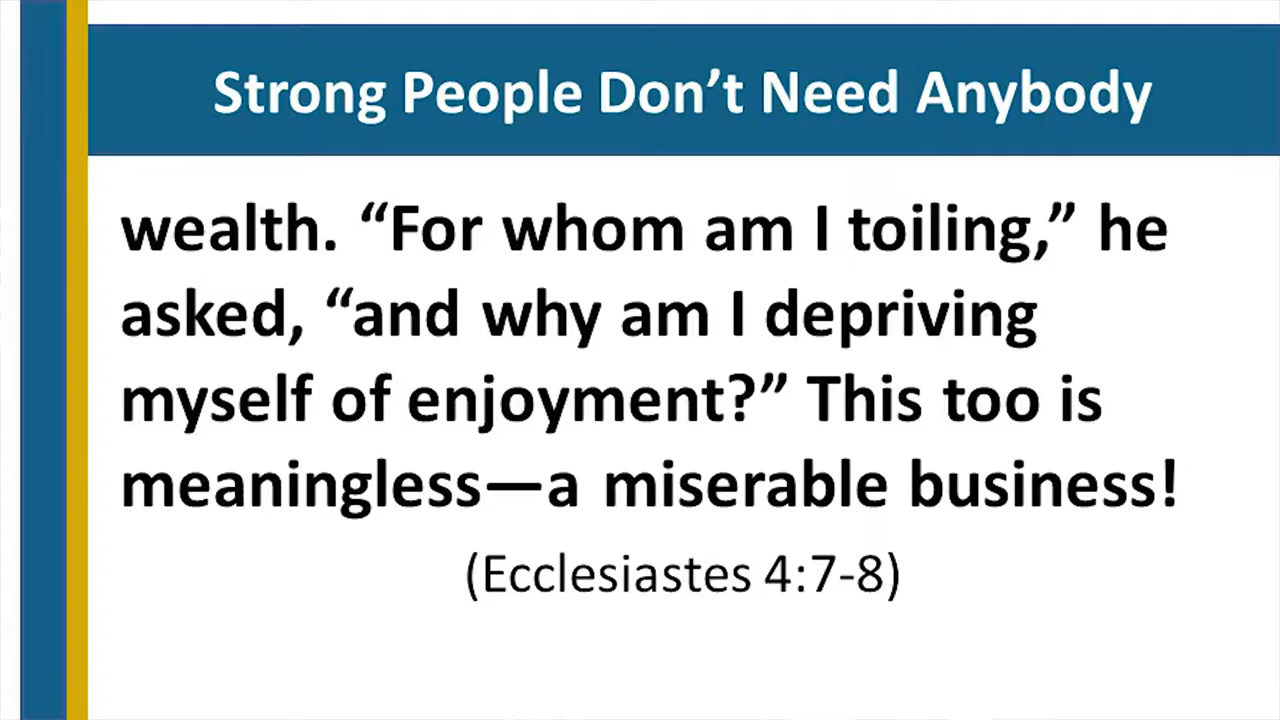 Strong People Don’t Need Anybody
wealth. “For whom am I toiling,” he
asked, “and why am I depriving
myself of enjoyment?” This too is
meaningless—a miserable business!
(Ecclesiastes 4:7-8)